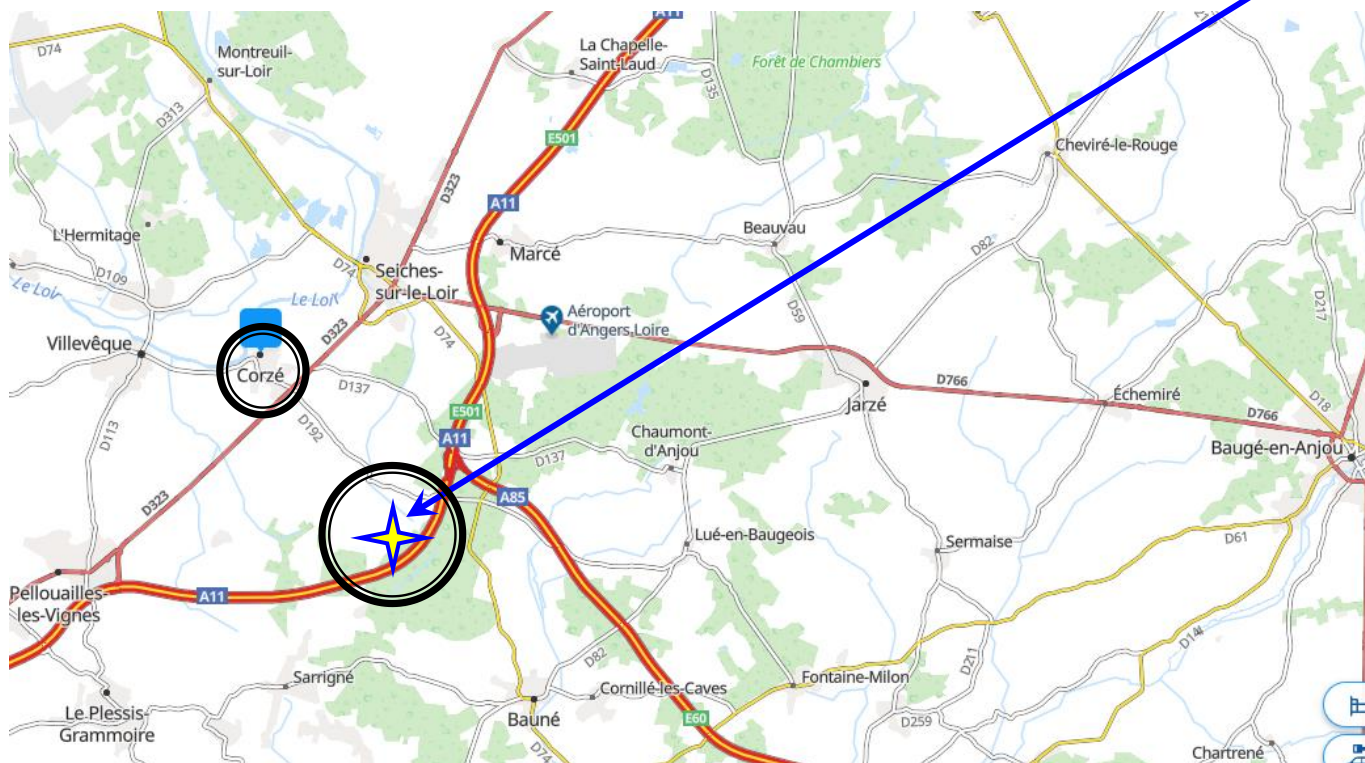 A11
D74
Montreuil-
sur-Loir
La Chapelle-
Saint-Laud
Forêt de Chambiers
D135
D313
E501
D323
Cheviré-le-Rouge
A11
L'Hermitage
Beauvau
D82
Marcé
D109
D74
Seiches-
sur-le-Loir
Le Loir
Le Loir
Aéroport
d'Angers Loire
D59
D217
D323
D74
Villevêque
Corzé
D137
D766
Échemiré
D18
Jarzé
E501
D766
D113
D192
A11
Chaumont-
d'Anjou
D137
Baugé-en-Anjou
A85
D323
Lué-en-Baugeois
Sermaise
D61
Pellouailles-
les-Vignes
A11
D82
D211
D14
Sarrigné
Cornillé-les-Caves
Fontaine-Milon
Le Plessis-
Grammoire
Bauné
E60
D259
D74
Chartrené